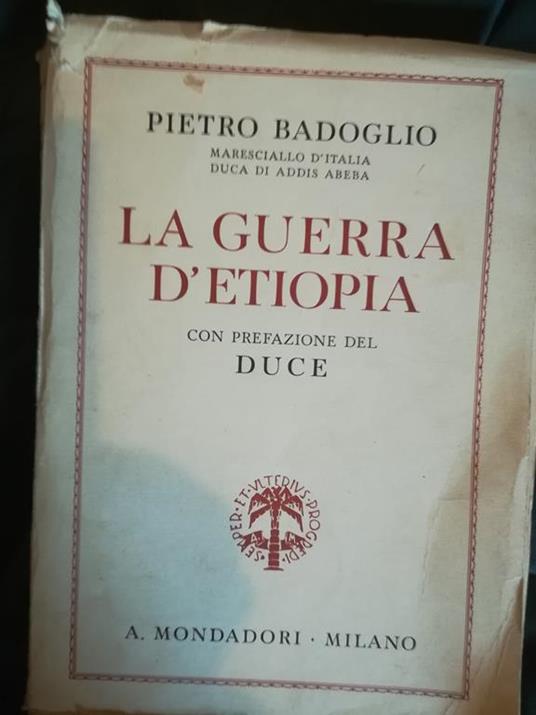 PIETRO BADOGLIO
MARESCIALLO D'ITALIA
DUCA DI ADDIS ABEBA
LA GUERRA
D'ETIOPIA
CON PREFAZIONE DEL
DUCE
SEMPER·ET·VLTERIVS·PROGREDI·
A. MONDADORI · MILANO